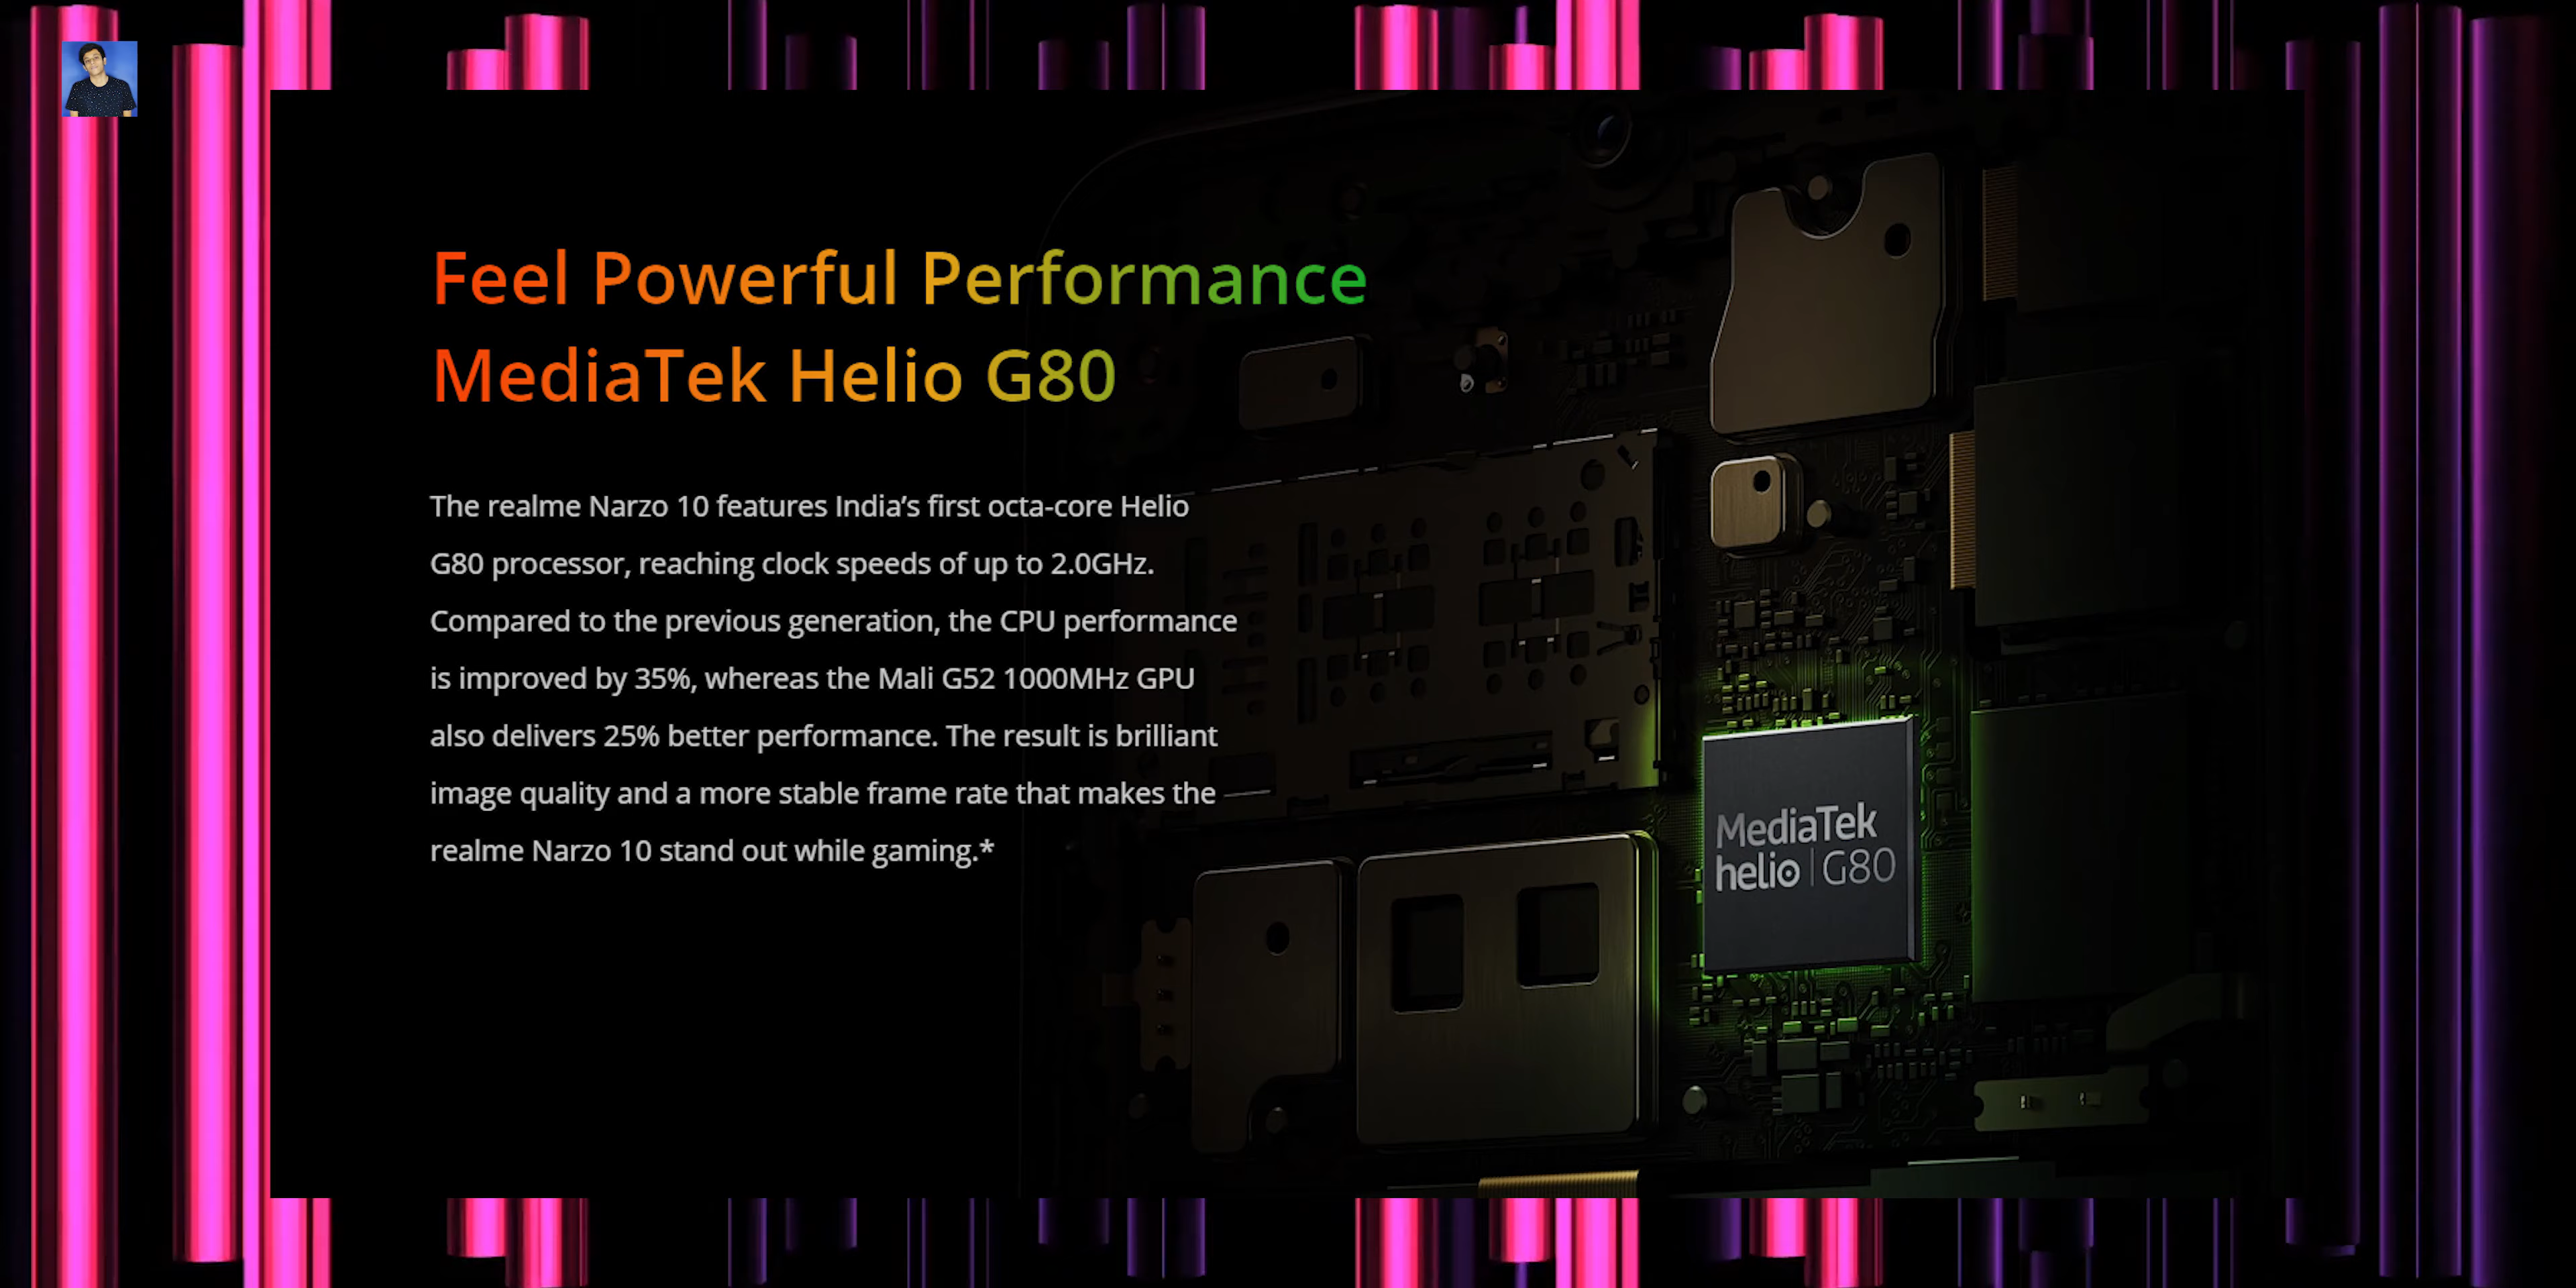 Feel Powerful Performance
MediaTek Helio G80
The realme Narzo 10 features India’s first octa-core Helio
G80 processor, reaching clock speeds of up to 2.0GHz.
Compared to the previous generation, the CPU performance
is improved by 35%, whereas the Mali G52 1000MHz GPU
also delivers 25% better performance. The result is brilliant
image quality and a more stable frame rate that makes the
realme Narzo 10 stand out while gaming.*
MediaTek
helio | G80